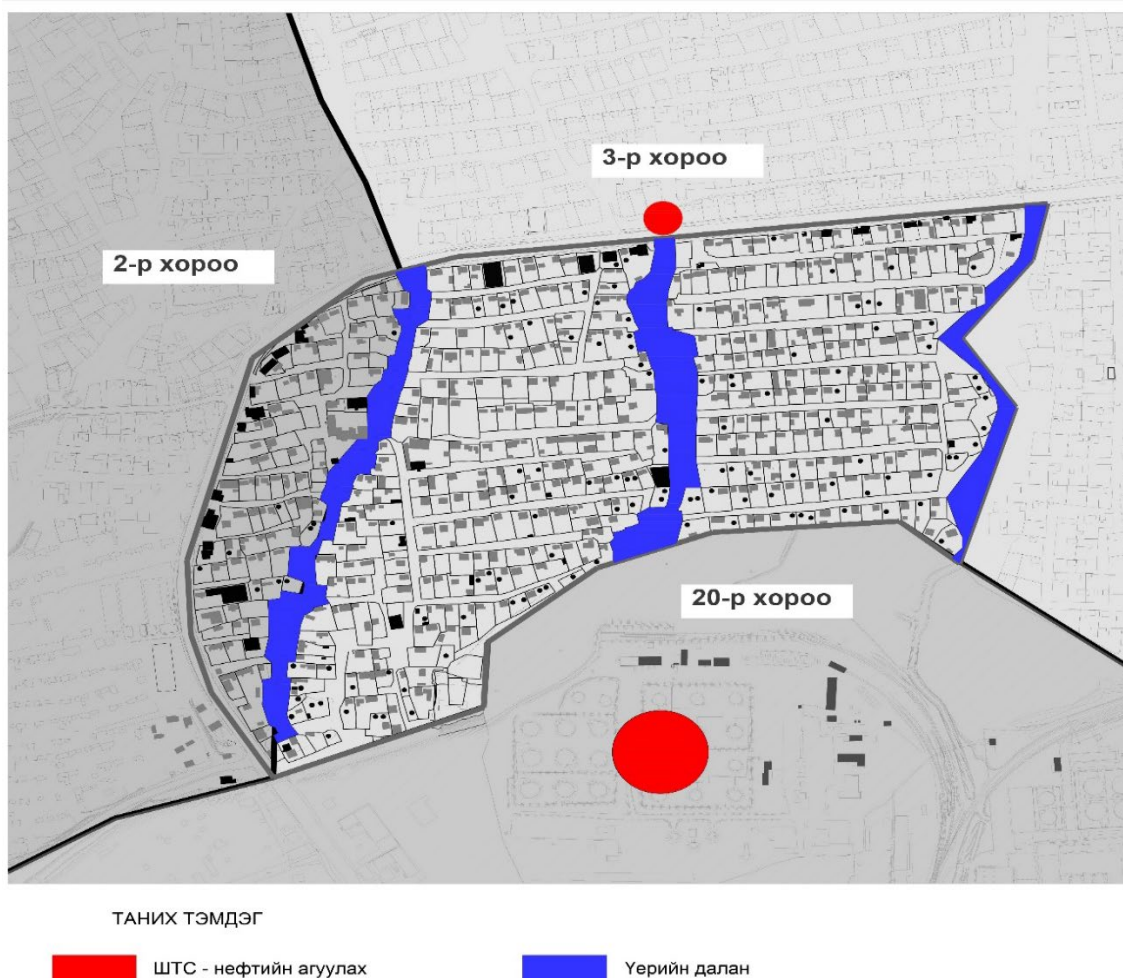 3-р хороо
2-р хороо
20-р хороо
ТАНИХ ТЭМДЭГ
ШТС - нефтийн агуулах
Үерийн далан